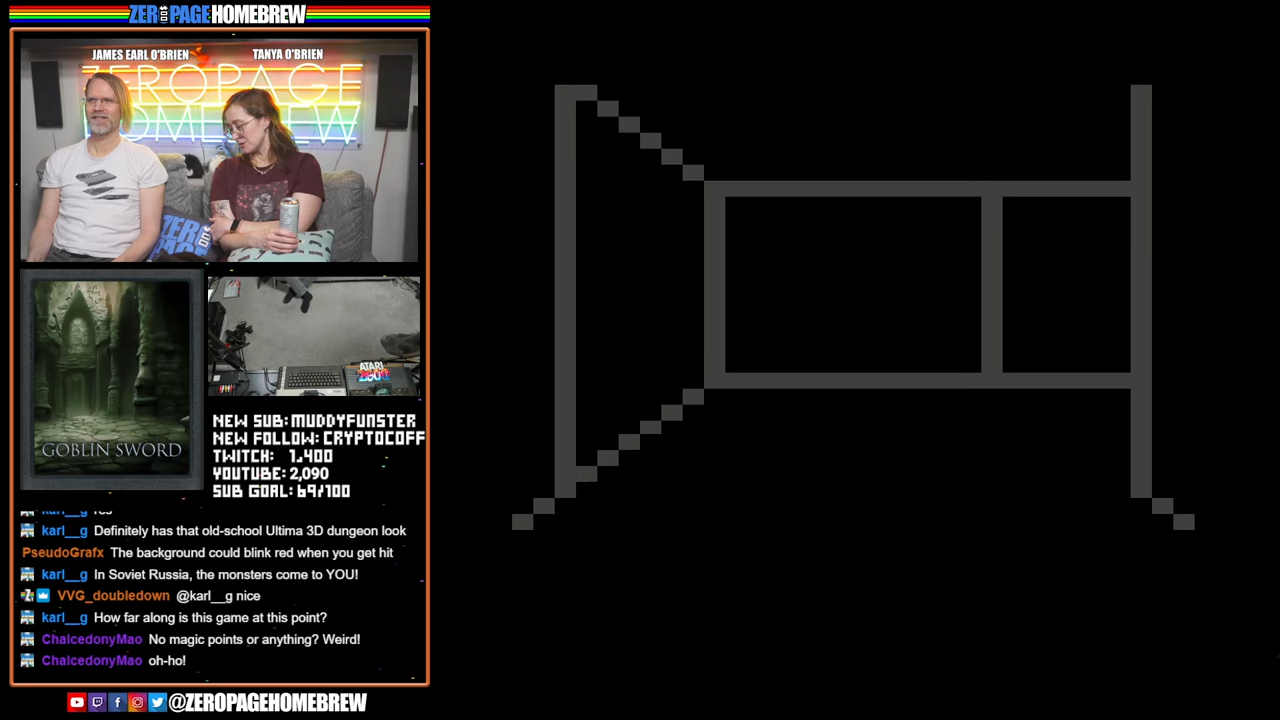 ZEROPAGE HOMEBREW
JAMES EARL O'BRIEN
TANYA O'BRIEN
ZEROPAGE
HOMEBREW
GOBLIN SWORD
ATARI
2600
NEW SUB: MUDDYFUNSTER
NEW FOLLOW: CRYPTOCOFF
TWITCH: 1,400
YOUTUBE: 2,090
SUB GOAL: 69/100
karl__g Definitely has that old-school Ultima 3D dungeon look
PseudoGrafx The background could blink red when you get hit
karl__g In Soviet Russia, the monsters come to YOU!
VVG_doubledown @karl__g nice
karl__g How far along is this game at this point?
ChalcedonyMao No magic points or anything? Weird!
ChalcedonyMao oh-ho!
@ZEROPAGEHOMEBREW